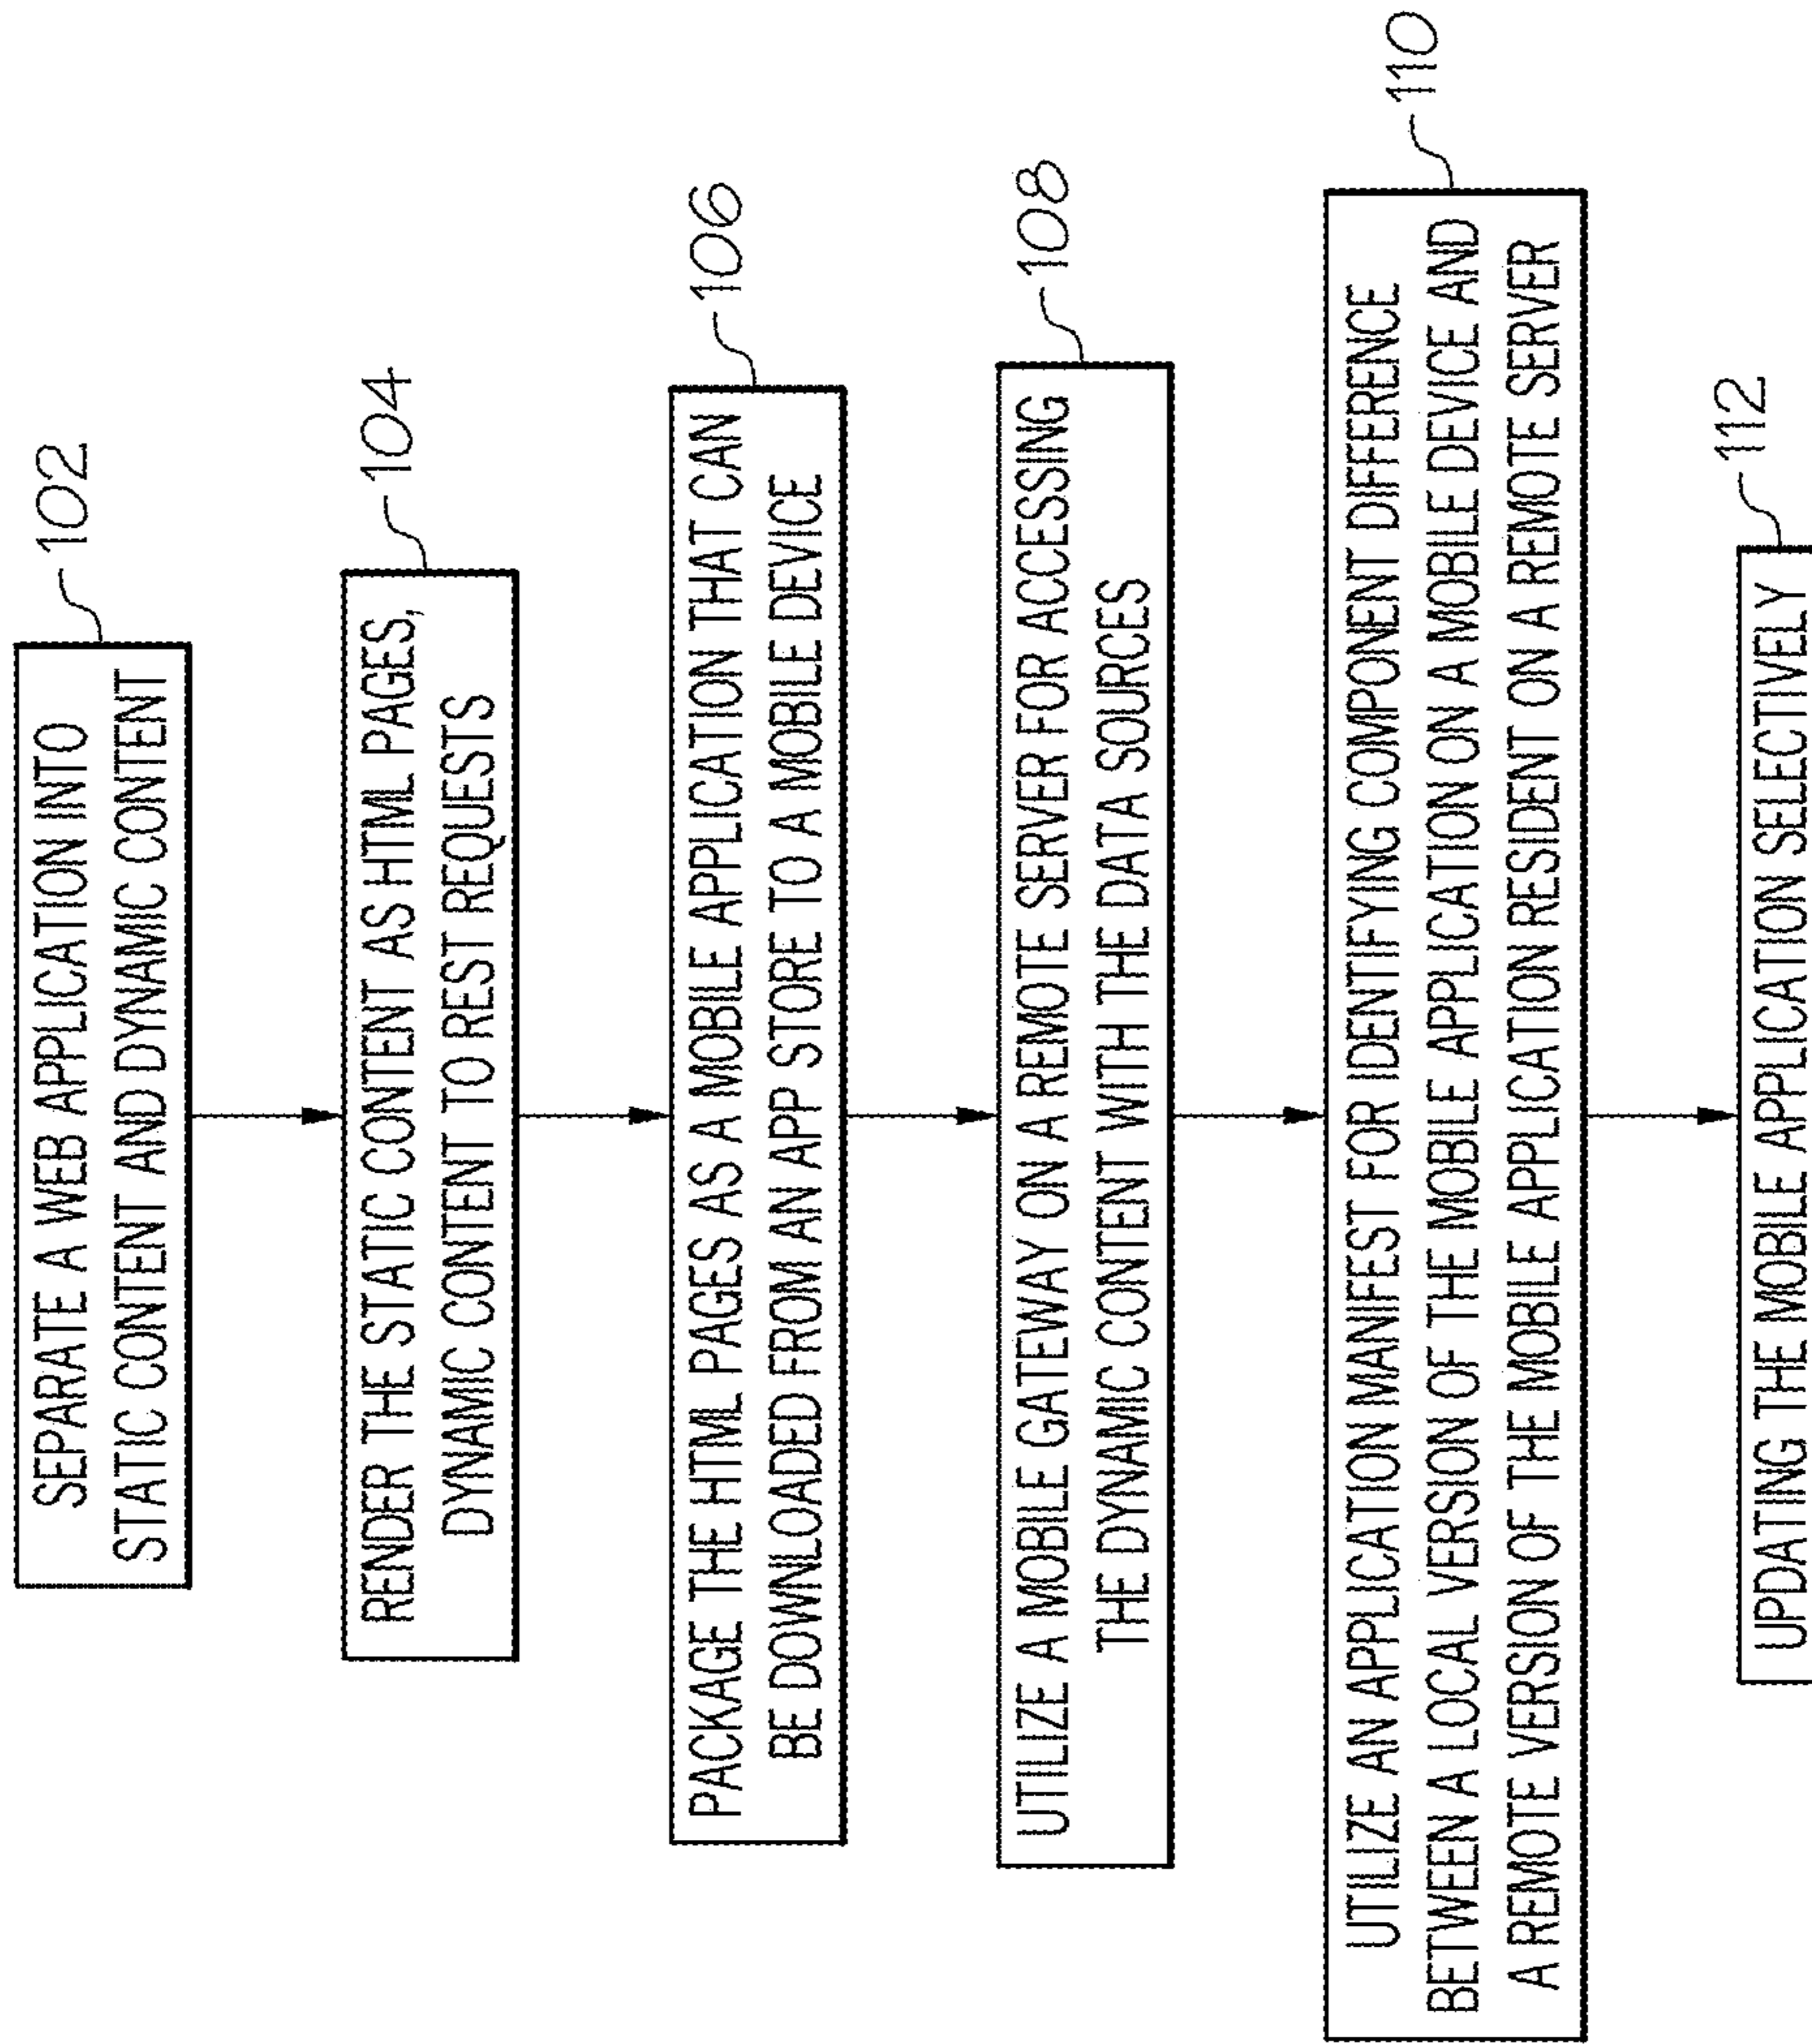 SEPARATE A WEB APPLICATION INTO
STATIC CONTENT AND DYNAMIC CONTENT
102
RENDER THE STATIC CONTENT AS HTML PAGES,
DYNAMIC CONTENT TO REST REQUESTS
104
PACKAGE THE HTML PAGES AS A MOBILE APPLICATION THAT CAN
BE DOWNLOADED FROM AN APP STORE TO A MOBILE DEVICE
106
UTILIZE A MOBILE GATEWAY ON A REMOTE SERVER FOR ACCESSING
THE DYNAMIC CONTENT WITH THE DATA SOURCES
108
UTILIZE AN APPLICATION MANIFEST FOR IDENTIFYING COMPONENT DIFFERENCE
BETWEEN A LOCAL VERSION OF THE MOBILE APPLICATION ON A MOBILE DEVICE AND
A REMOTE VERSION OF THE MOBILE APPLICATION RESIDENT ON A REMOTE SERVER
110
UPDATING THE MOBILE APPLICATION SELECTIVELY
112